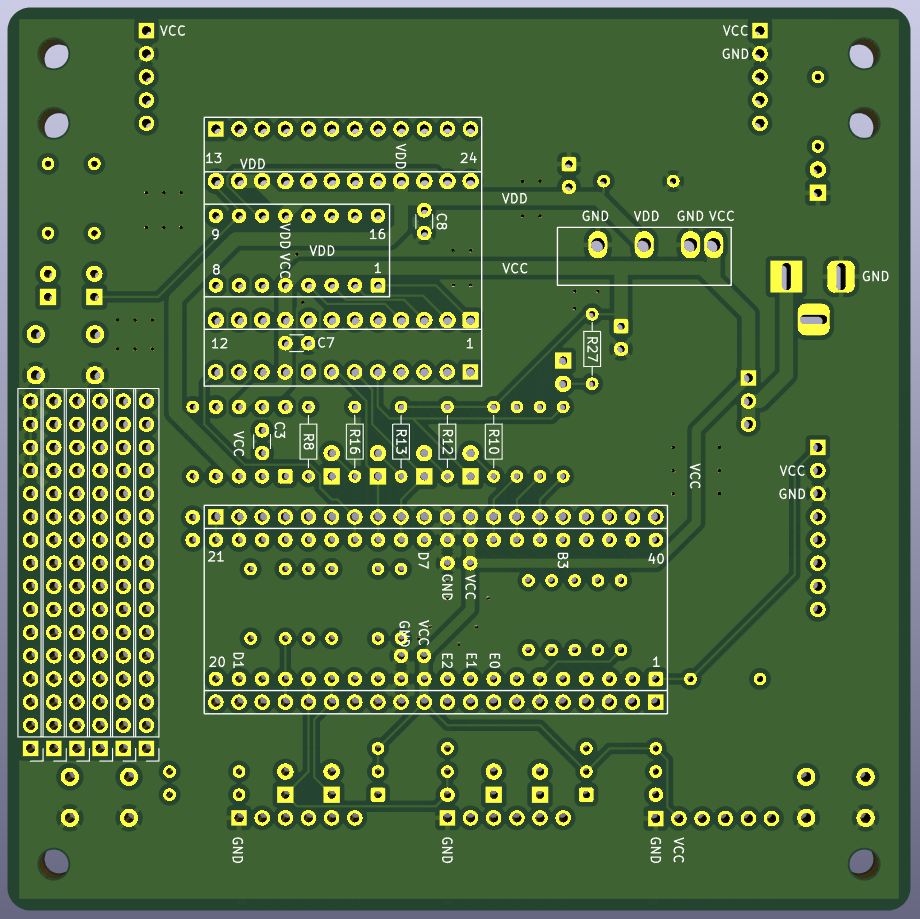 VCC
VCC
GND
13
VDD
VDD
24
VDD
C8
GND
VDD
GND
VCC
9
VDD
16
VDD
8
VCC
1
VCC
GND
12
C7
1
R27
VCC
C3
R8
R16
R13
R12
R10
VCC
VCC
GND
21
D7
GND
VCC
B3
40
20
D1
GND
VCC
E2
E1
E0
1
GND
GND
GND
VCC